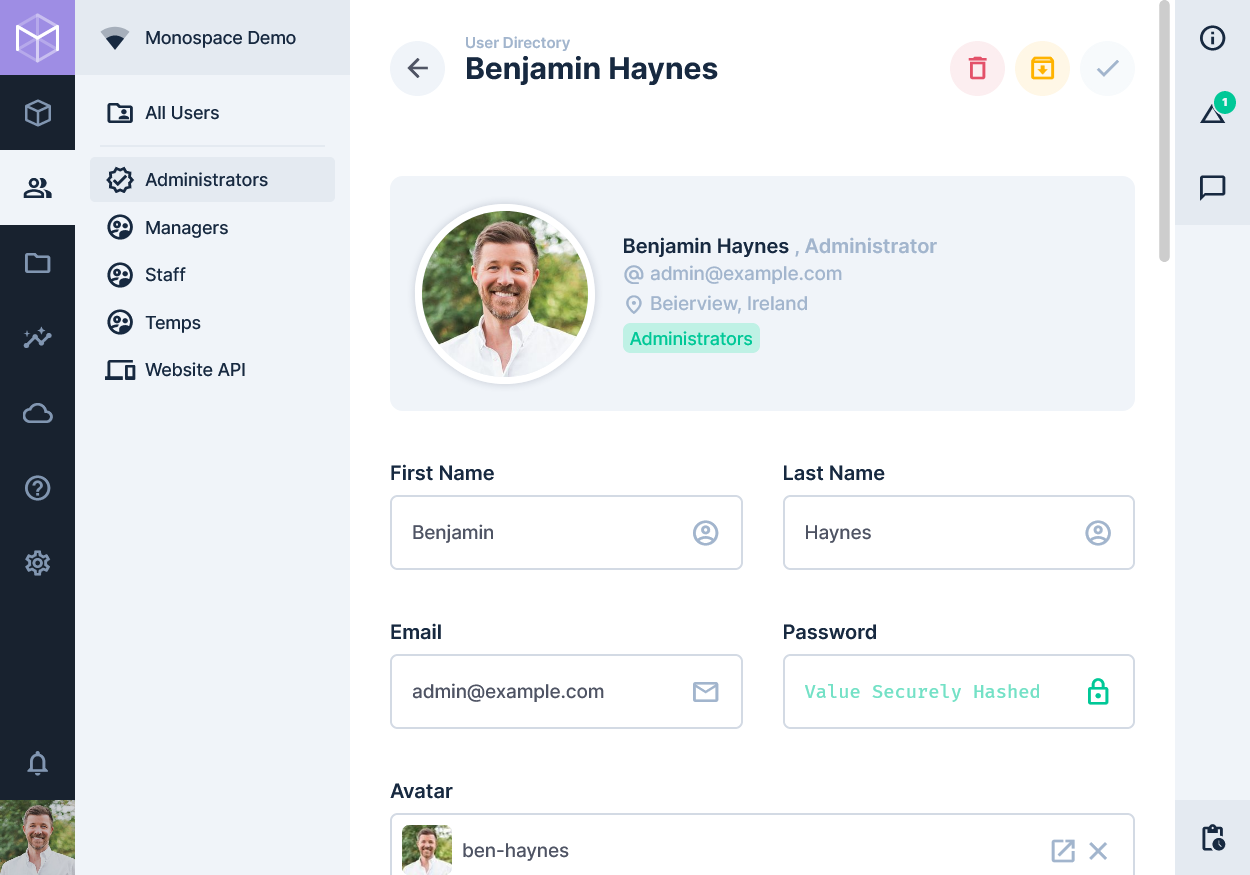 Monospace Demo
All Users
Administrators
Managers
Staff
Temps
Website API
User Directory
Benjamin Haynes
Benjamin Haynes , Administrator
admin@example.com
Beierview, Ireland
Administrators
First Name
Last Name
Benjamin
Haynes
Email
Password
admin@example.com
Value Securely Hashed
Avatar
ben-haynes
1